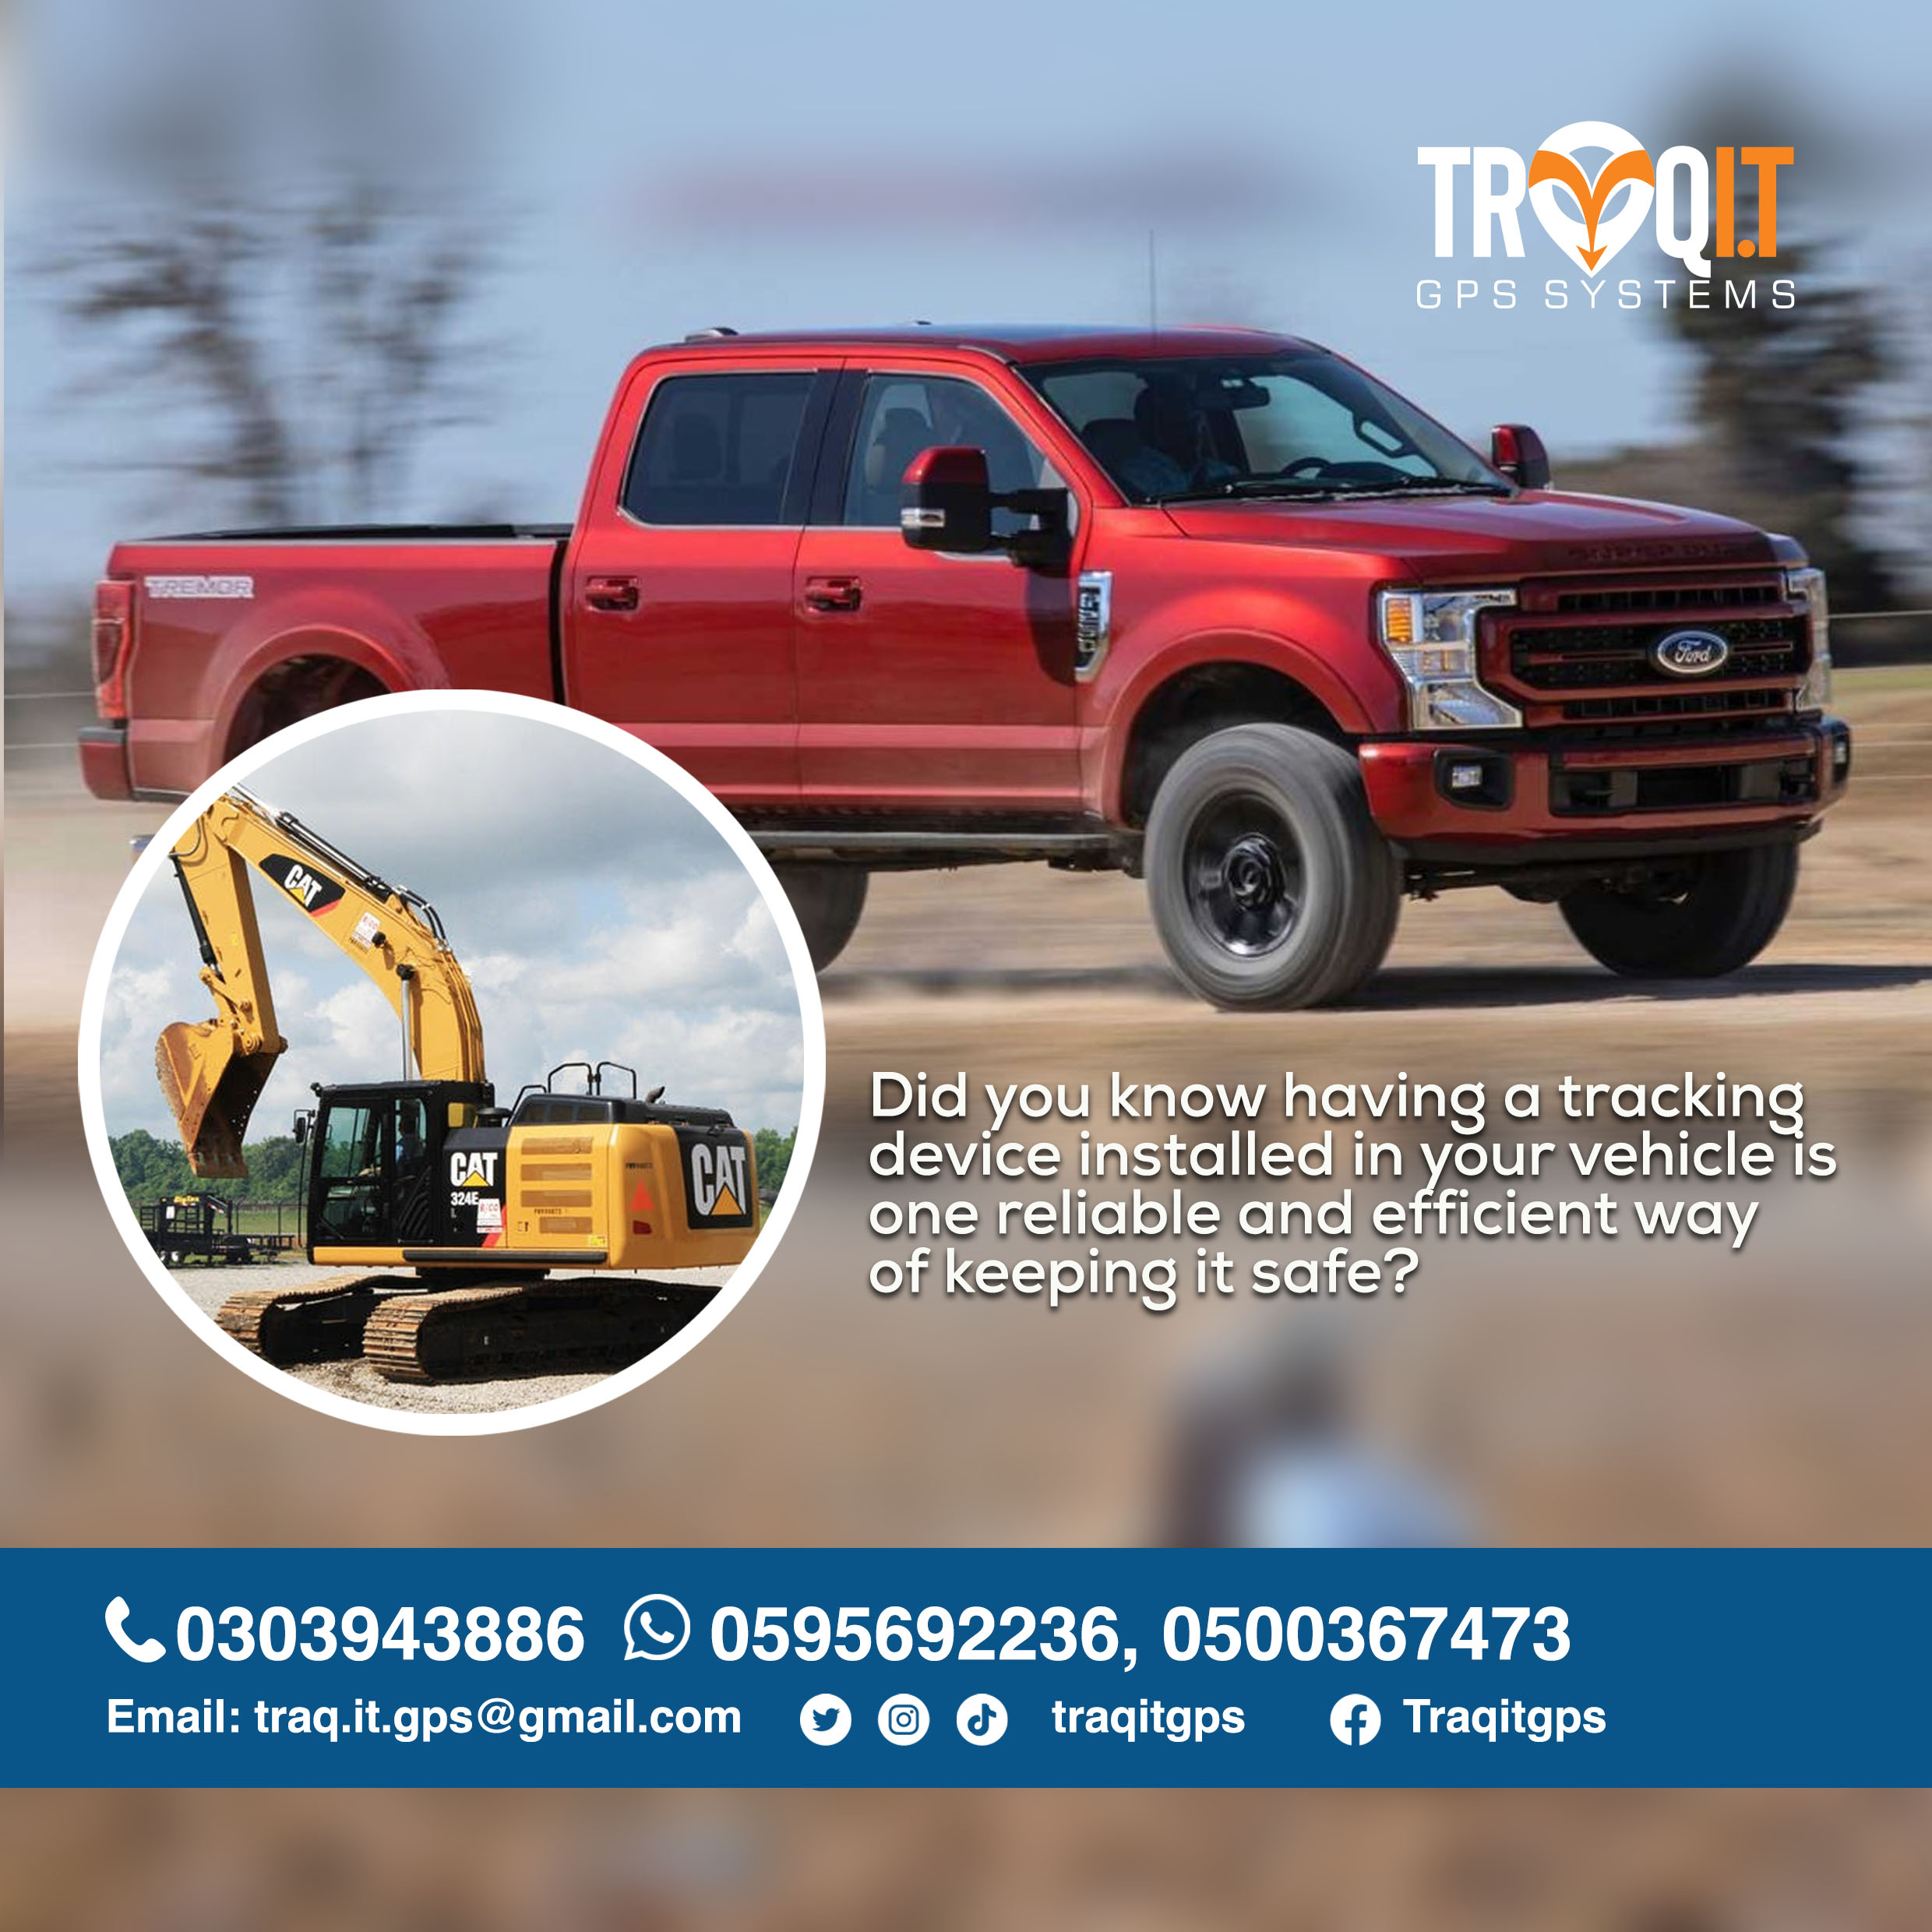 TRAQI.T
GPS SYSTEMS
TREMOR
Ford
CAT
CAT
324E
L
CAT
Did you know having a tracking
device installed in your vehicle is
one reliable and efficient way
of keeping it safe?
0303943886 0595692236, 0500367473
Email: traq.it.gps@gmail.com traqitgps Traqitgps